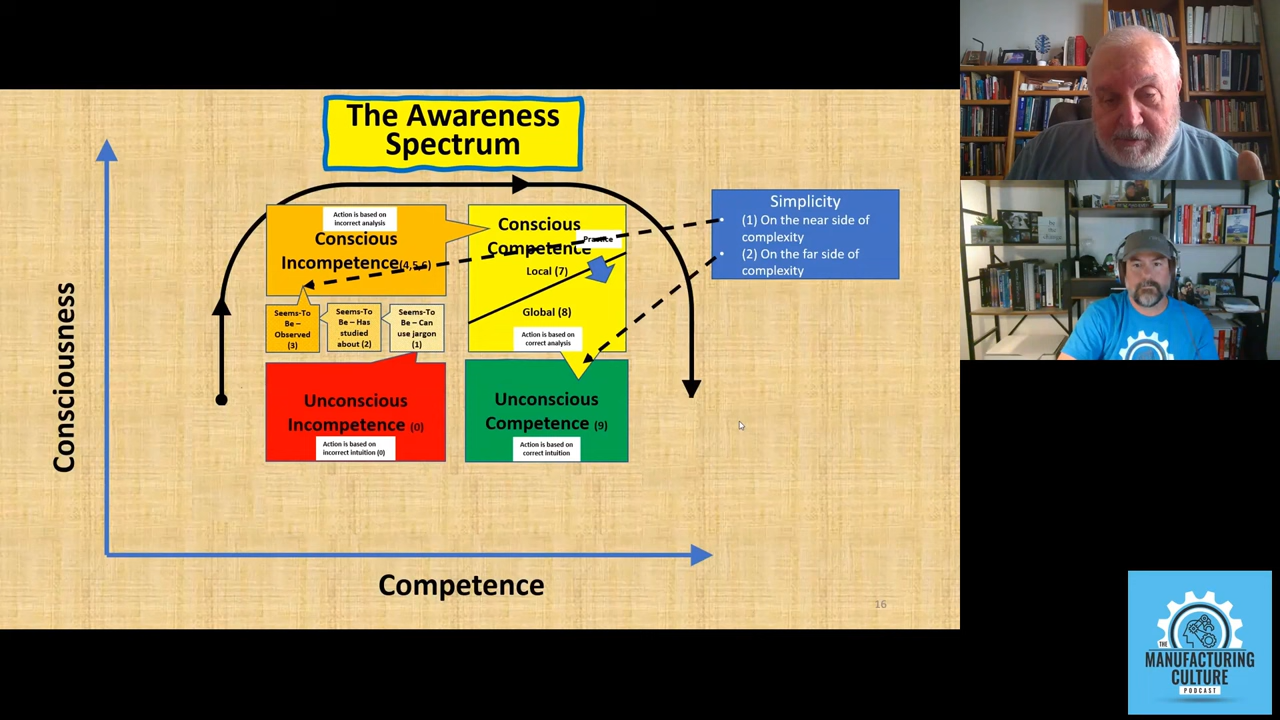 The Awareness
Spectrum
Consciousness
Action is based on
incorrect analysis
Conscious
Incompetence(4,5,6)
Conscious
Competence
Practice
Local (7)
Global (8)
Action is based on
correct analysis
Simplicity
• (1) On the near side of
complexity
• (2) On the far side of
complexity
Seems-To
Be –
Observed
(3)
Seems-To
Be – Has
studied
about (2)
Seems-To
Be – Can
use jargon
(1)
Unconscious
Incompetence (0)
Action is based on
incorrect intuition (0)
Unconscious
Competence (9)
Action is based on
correct intuition
Competence
16
THE
MANUFACTURING
CULTURE
PODCAST